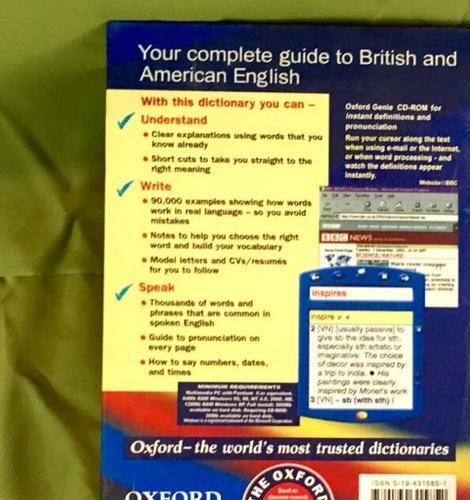 Your complete guide to British and
American English
With this dictionary you can –
Understand
Clear explanations using words that you
know already
Short cuts to take you straight to the
right meaning
Write
90,000 examples showing how words
work in real language – so you avoid
mistakes
Notes to help you choose the right
word and build your vocabulary
Model letters and CVs/resumés
for you to follow
Speak
Thousands of words and
phrases that are common in
spoken English
Guide to pronunciation on
every page
How to say numbers, dates,
and times
Oxford Genie CD-ROM for
instant definitions and
pronunciation
Run your cursor along the text
when using e-mail or the Internet,
or when word processing - and
watch the definitions appear
instantly.
Website©BBC
BBC NEWS
SCIENCE/NATURE
inspires
inspire v
2 [VN] [usually passive] to
give sb the idea for sth,
especially sth artistic or
imaginative: The choice
of decor was inspired by
a trip to India. ● His
paintings were clearly
inspired by Monet's work
3 [VN] – sb (with sth) |
MINIMUM REQUIREMENTS
Oxford–the world's most trusted dictionaries
OXFORD
THE OXFORD
ISBN 0-19-431585-1